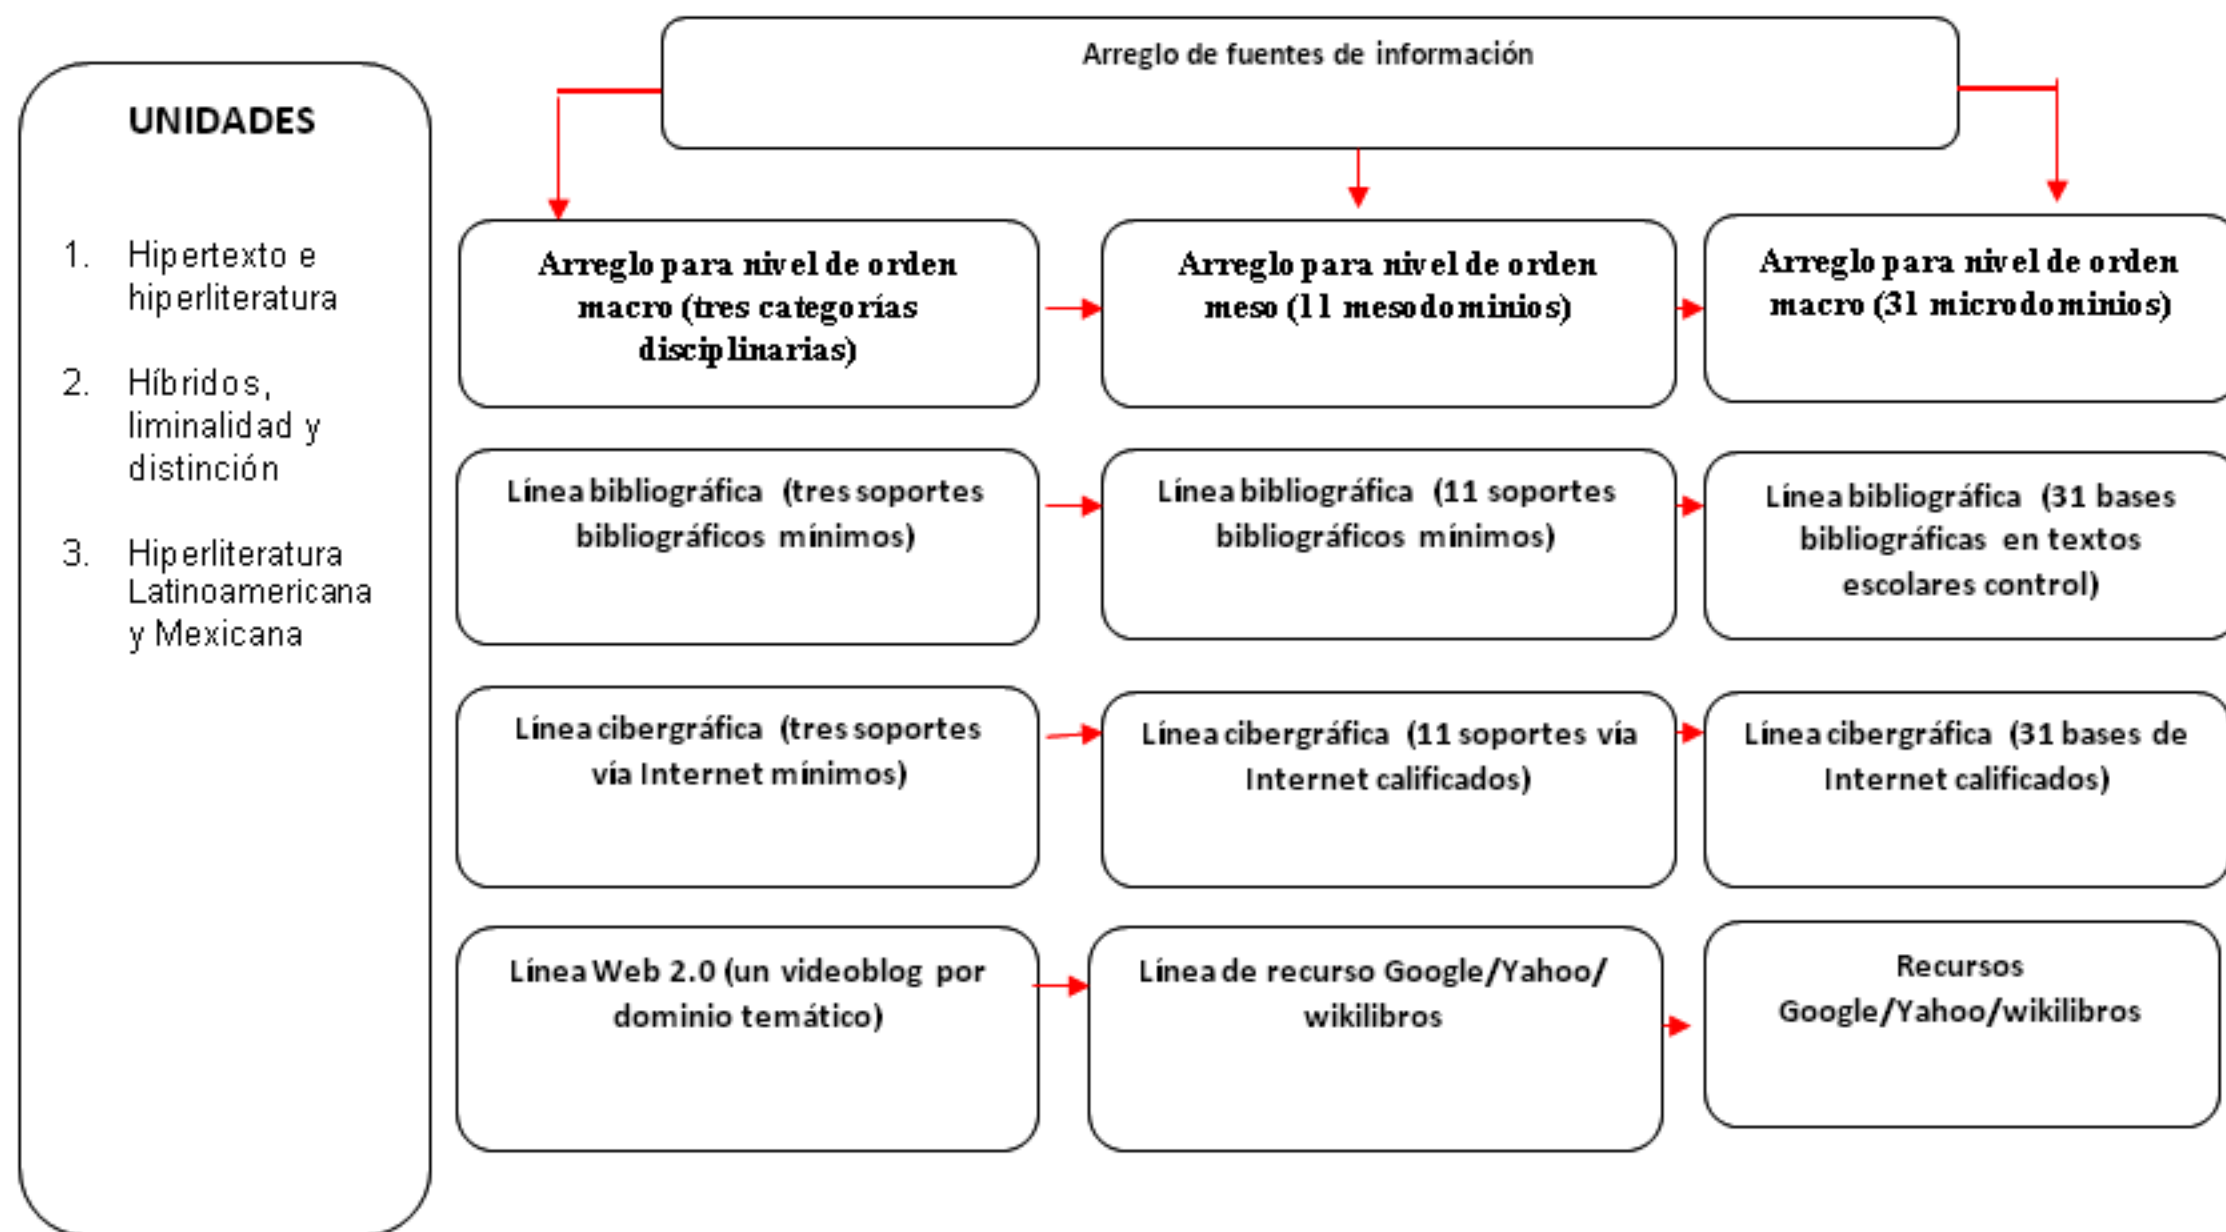 UNIDADES
1. Hipertexto e
hiperliteratura
2. Híbridos,
liminalidad y
distinción
3. Hiperliteratura
Latinoamericana
y Mexicana
Arreglo de fuentes de información
Arreglo para nivel de orden
macro (tres categorías
disciplinarias)
Arreglo para nivel de orden
meso (11 mesodominios)
Arreglo para nivel de orden
macro (31 microdominios)
Línea bibliográfica (tres soportes
bibliográficos mínimos)
Línea bibliográfica (11 soportes
bibliográficos mínimos)
Línea bibliográfica (31 bases
bibliográficas en textos
escolares control)
Línea cibergráfica (tres soportes
vía Internet mínimos)
Línea cibergráfica (11 soportes vía
Internet calificados)
Línea cibergráfica (31 bases de
Internet calificados)
Línea Web 2.0 (un videoblog por
dominio temático)
Línea de recurso Google/Yahoo/
wikilibros
Recursos
Google/Yahoo/wikilibros